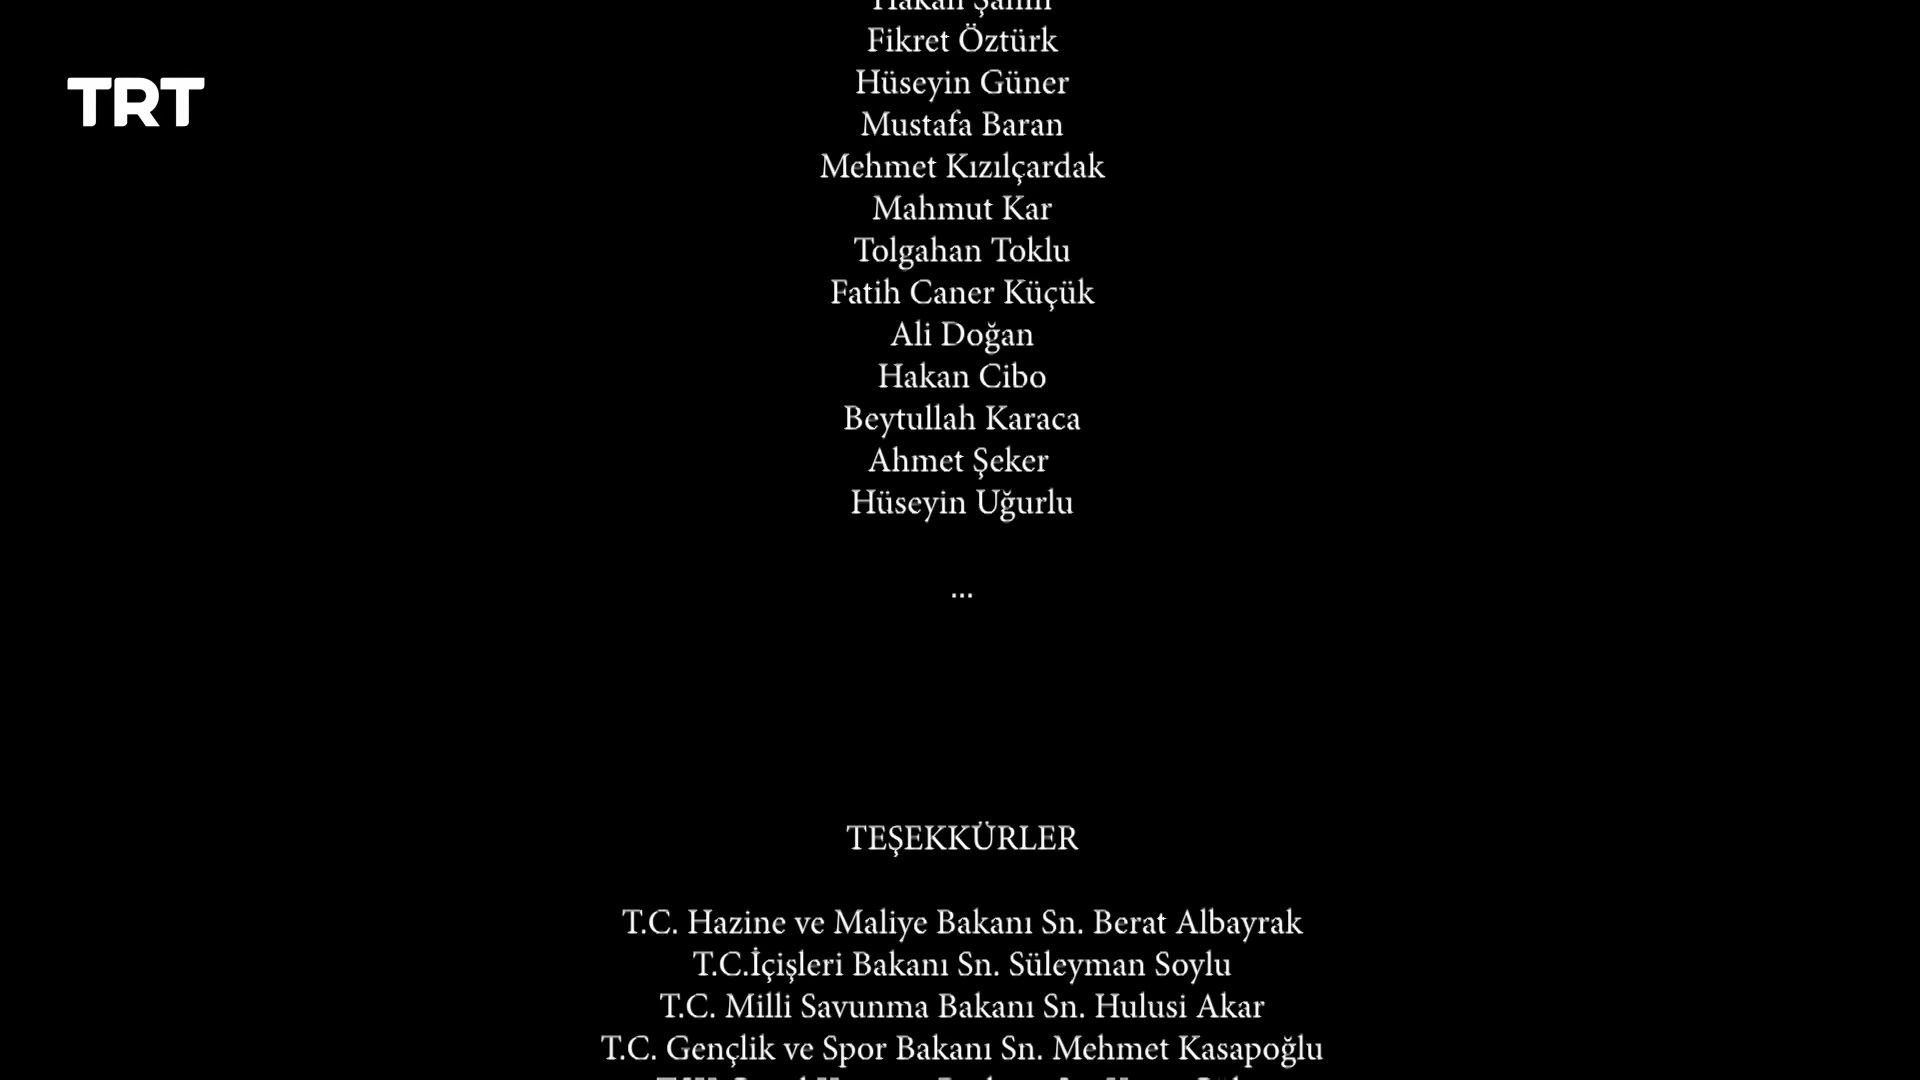 Hakan Şahin
Fikret Öztürk
TRT
Hüseyin Güner
Mustafa Baran
Mehmet Kızılçardak
Mahmut Kar
Tolgahan Toklu
Fatih Caner Küçük
Ali Doğan
Hakan Cibo
Beytullah Karaca
Ahmet Şeker
Hüseyin Uğurlu
...
TEŞEKKÜRLER
T.C. Hazine ve Maliye Bakanı Sn. Berat Albayrak
T.C.İçişleri Bakanı Sn. Süleyman Soylu
T.C. Milli Savunma Bakanı Sn. Hulusi Akar
T.C. Gençlik ve Spor Bakanı Sn. Mehmet Kasapoğlu